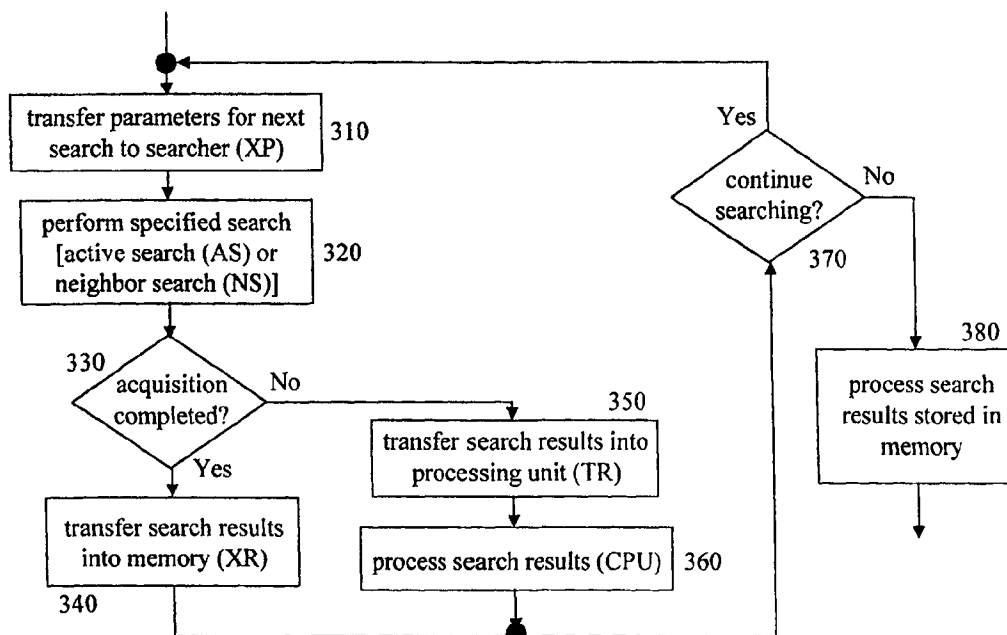 transfer parameters for next
search to searcher (XP)
310
perform specified search
[active search (AS) or
neighbor search (NS)]
320
330
acquisition
completed?
No
Yes
transfer search results
into memory (XR)
340
350
transfer search results into
processing unit (TR)
process search results (CPU)
360
Yes
continue
searching?
No
370
380
process search
results stored in
memory